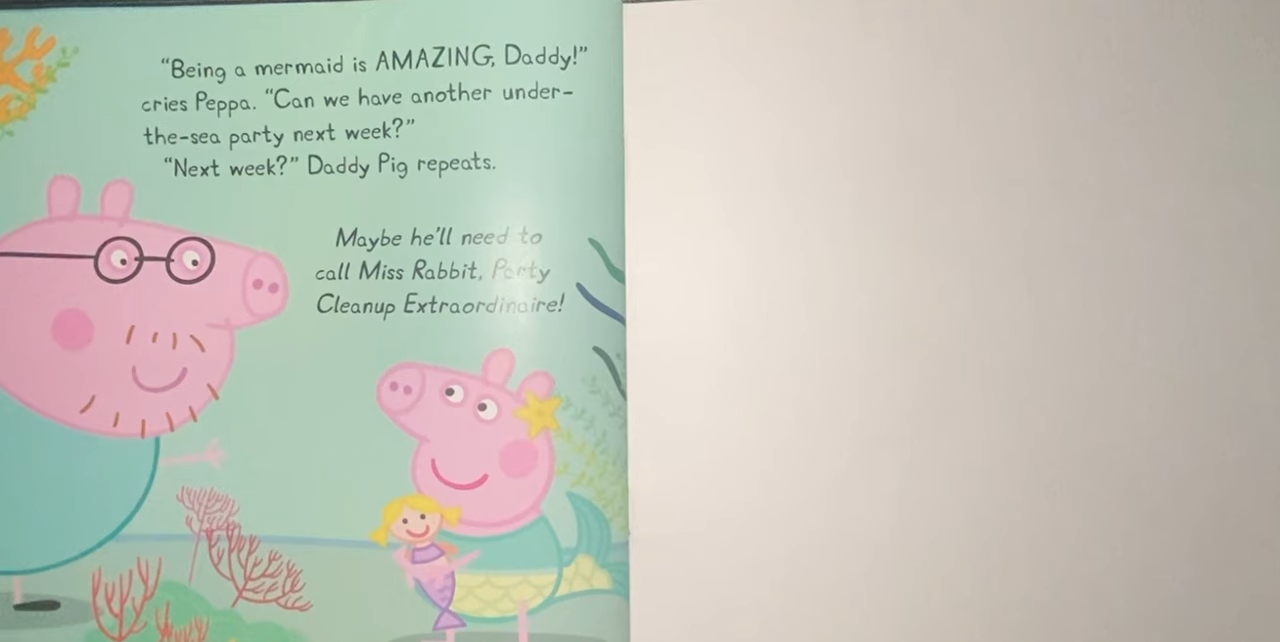 “Being a mermaid is AMAZING, Daddy!”
cries Peppa. “Can we have another under-
the-sea party next week?”
“Next week?” Daddy Pig repeats.
Maybe he’ll need to
call Miss Rabbit, Party
Cleanup Extraordinaire!